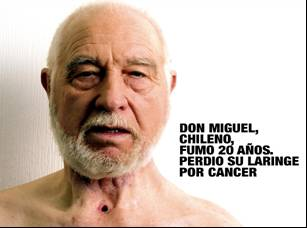 DON MIGUEL,
CHILENO,
FUMO 20 AÑOS.
PERDIO SU LARINGE
POR CANCER